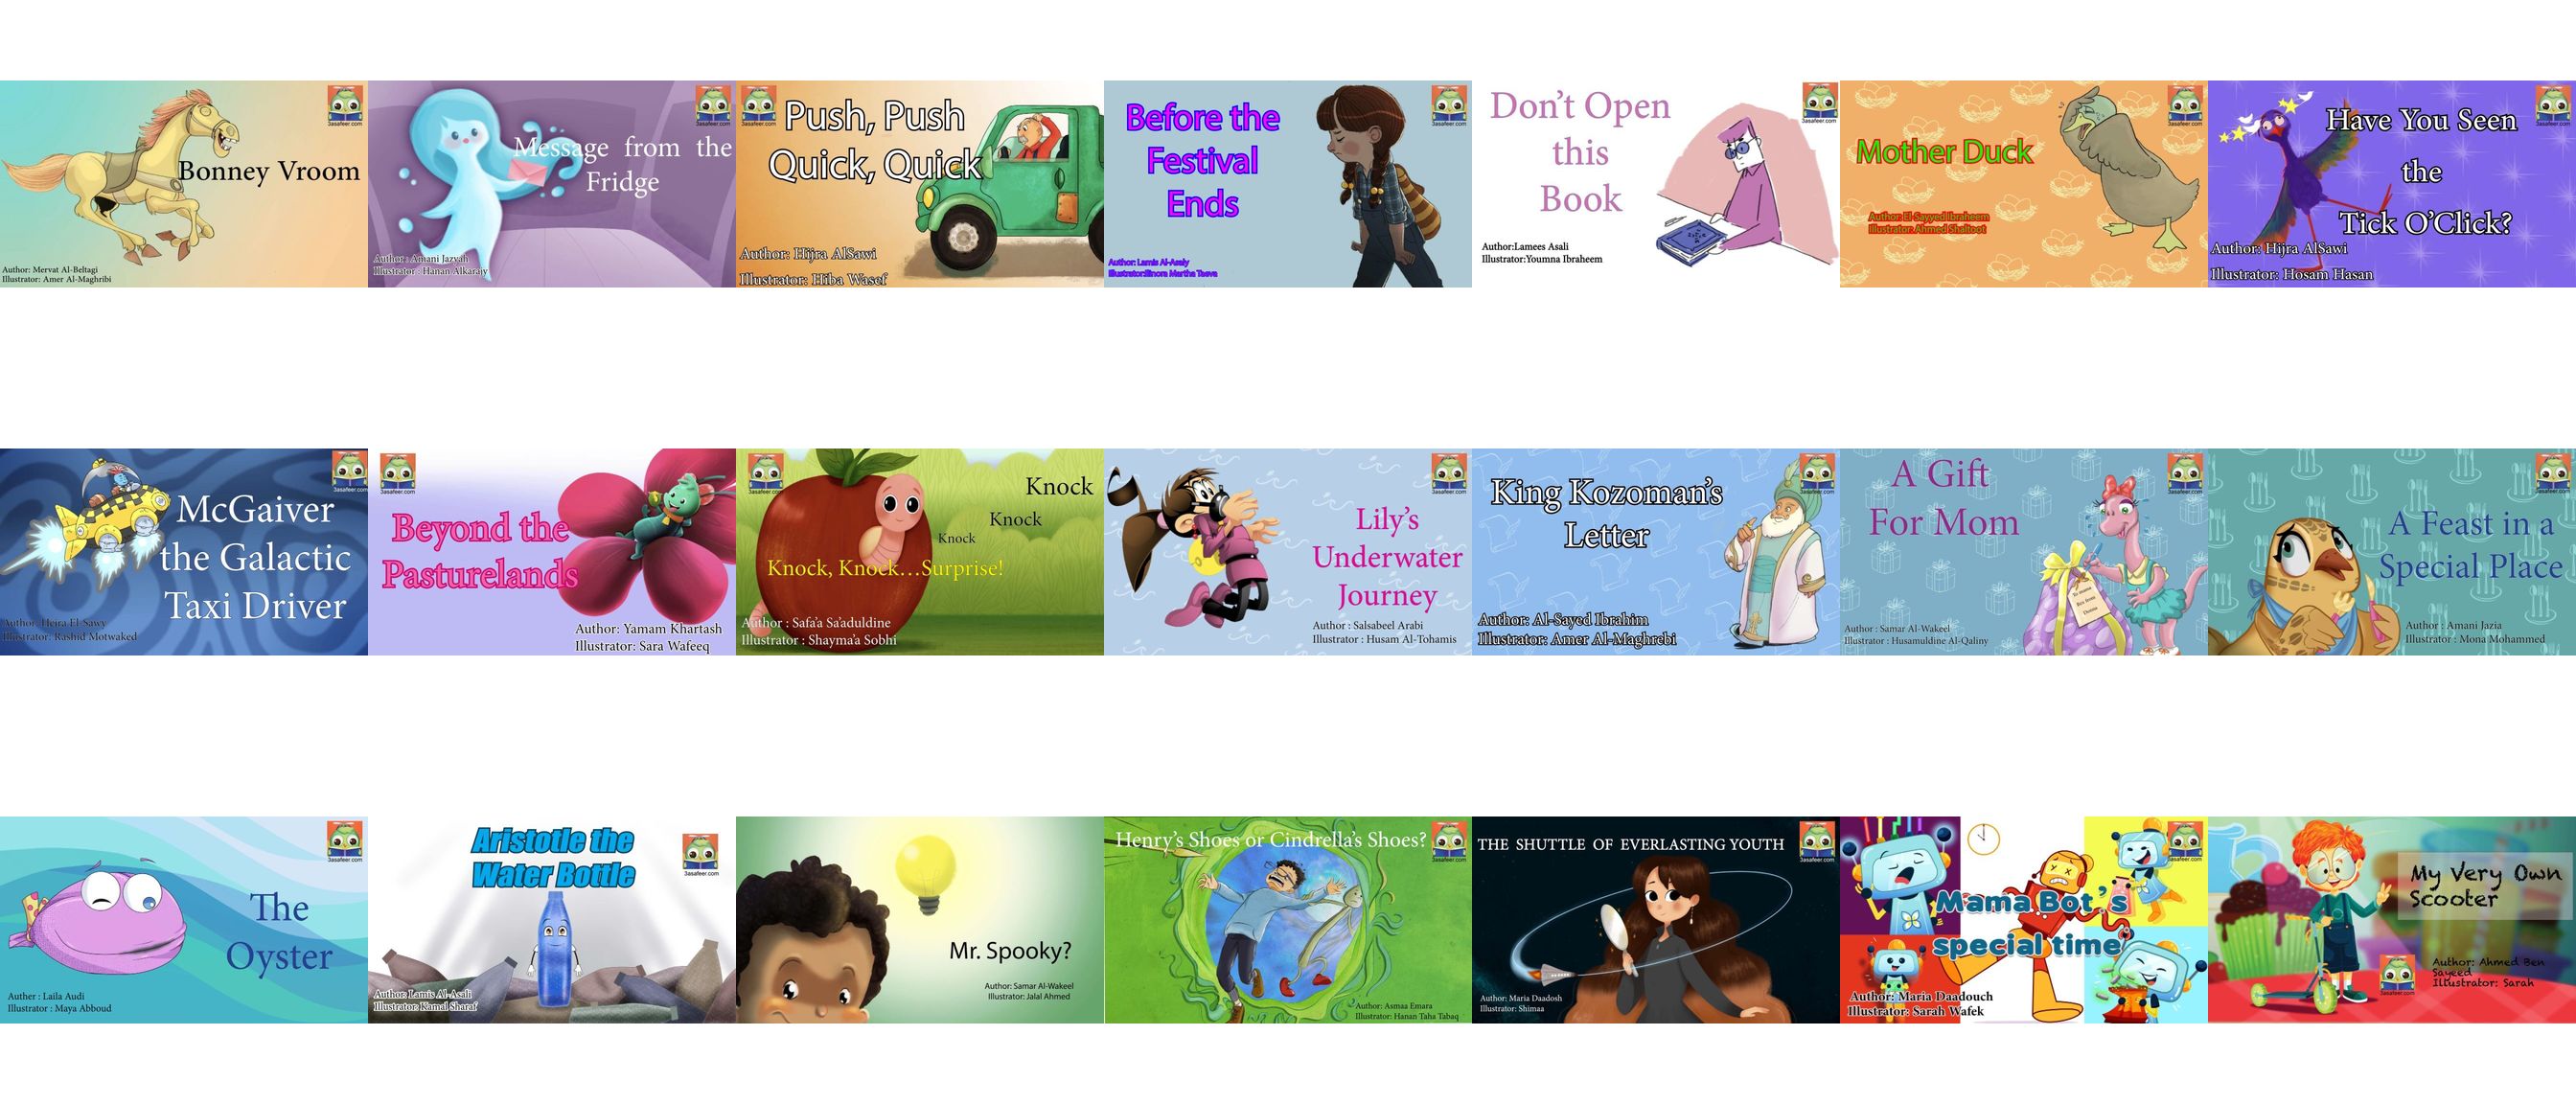 3asafeer.com
Bonney Vroom
Author: Mervat Al-Beltagi
Illustrator: Amer Al-Maghribi
3asafeer.com
Message from the
Fridge
Author : Amani Jazyah
Illustrator : Hanan Alkarajy
3asafeer.com
Push, Push
Quick, Quick
Author: Hijra AlSawi
Illustrator: Hiba Wasef
3asafeer.com
Before the
Festival
Ends
Author: Lamis Al-Asaly
3asafeer.com
Don't Open
this
Book
Author:Lamees Asali
Illustrator:Youmna Ibraheem
3asafeer.com
Mother Duck
Author: El-Sayyed Ibraheem
Illustrator: Ahmed Shaltoot
3asafeer.com
Have You Seen
the
Tick O'Click?
Author: Hijra AlSawi
Illustrator: Hosam Hasan
3asafeer.com
McGaiver
the Galactic
Taxi Driver
Author: Heira El-Sawy
Illustrator: Rashid Motwaked
3asafeer.com
Beyond the
Pasturelands
Author: Yamam Khartash
Illustrator: Sara Wafeeq
3asafeer.com
Knock
Knock
Knock
Knock, Knock...Surprise!
Author : Safa'a Sa'aduldine
Illustrator : Shayma'a Sobhi
3asafeer.com
Lily's
Underwater
Journey
Author : Salsabeel Arabi
Illustrator : Husam Al-Tohamis
3asafeer.com
King Kozoman's
Letter
Author: Al-Sayed Ibrahim
Illustrator: Amer Al-Maghrebi
3asafeer.com
A Gift
For Mom
Author : Samar Al-Wakeel
Illustrator : Husamuldine Al-Qaliny
3asafeer.com
A Feast in a
Special Place
Author : Amani Jazia
Illustrator : Mona Mohammed
3asafeer.com
The
Oyster
Auther : Laila Audi
Illustrator : Maya Abboud
Aristotle the
Water Bottle
3asafeer.com
Author: Lamis Al-Asali
Illustrator: Kamal Sharaf
Mr. Spooky?
Author: Samar Al-Wakeel
Illustrator: Jalal Ahmed
Henry's Shoes or Cindrella's Shoes?
3asafeer.com
Author: Asmaa Emara
Illustrator: Hanan Taha Tabaq
THE SHUTTLE OF EVERLASTING YOUTH
3asafeer.com
Author: Maria Daadosh
Illustrator: Shimaa
3asafeer.com
Mama Bot's
special time
Author: Maria Daadouch
Illustrator: Sarah Wafek
My Very Own
Scooter
3asafeer.com
Author: Ahmed Ben
Sayeed
Illustrator: Sarah